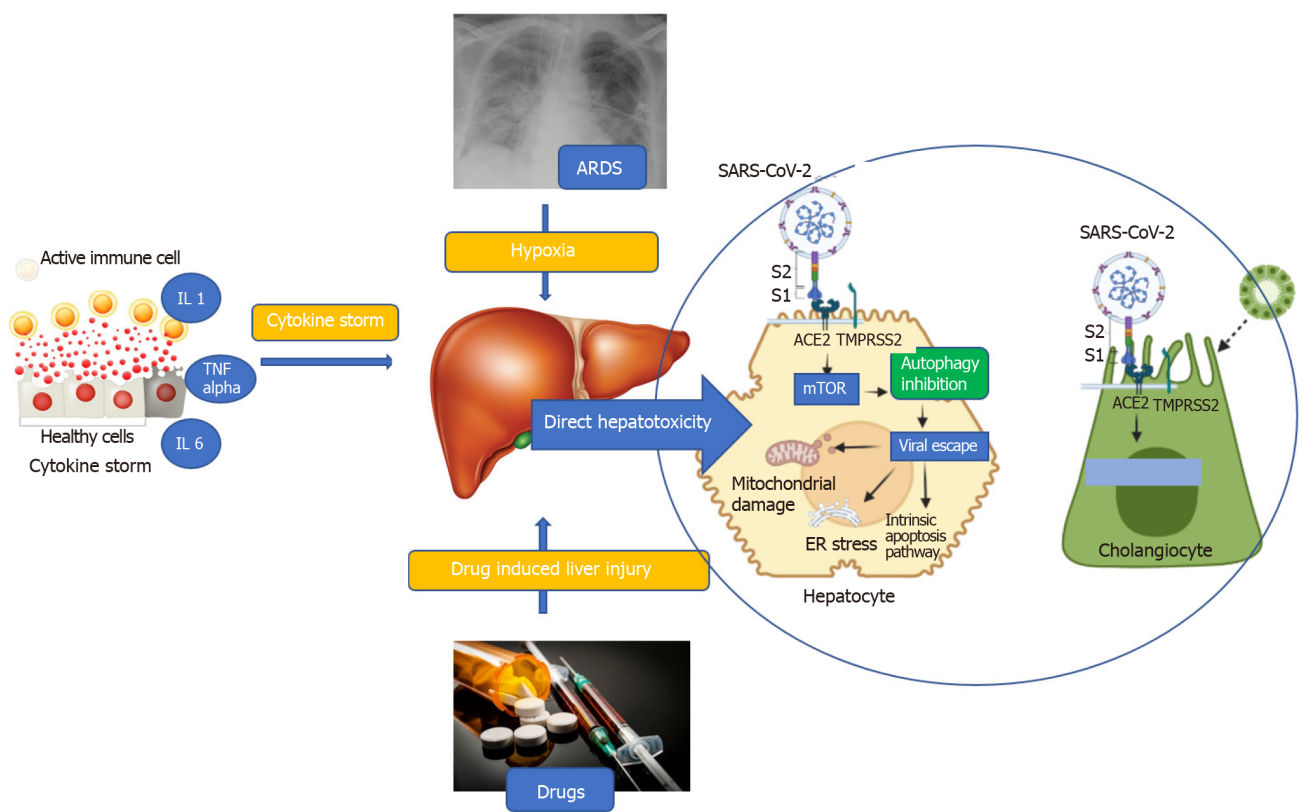 ARDS
Hypoxia
Active immune cell
IL 1
TNF
alpha
IL 6
Healthy cells
Cytokine storm
Cytokine storm
Direct hepatotoxicity
Drug induced liver injury
Drugs
SARS-CoV-2
S2
S1
ACE2 TMPRSS2
mTOR
Autophagy
inhibition
Viral escape
Mitochondrial
damage
ER stress
Intrinsic
apoptosis
pathway
Hepatocyte
SARS-CoV-2
S2
S1
ACE2 TMPRSS2
Cholangiocyte